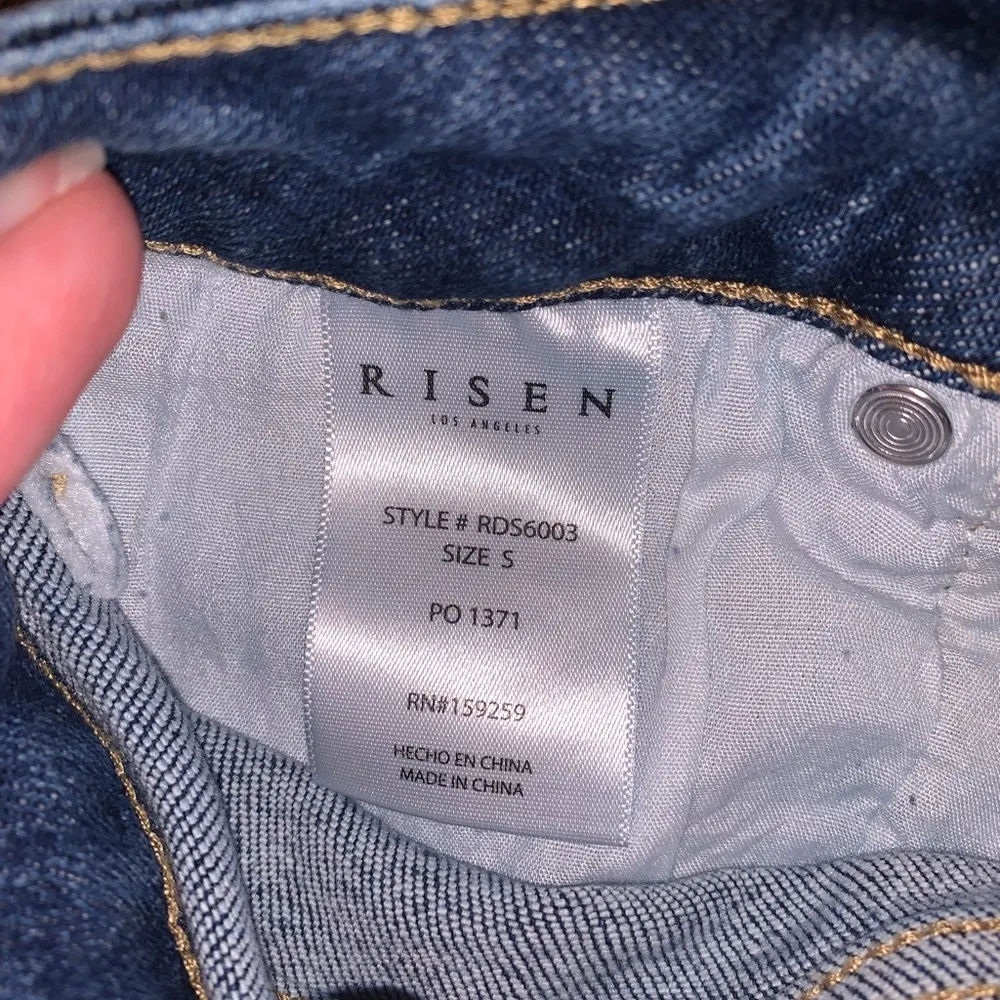 RISEN
LOS ANGELES
STYLE # RDS6003
SIZE S
PO 1371
RN#159259
HECHO EN CHINA
MADE IN CHINA